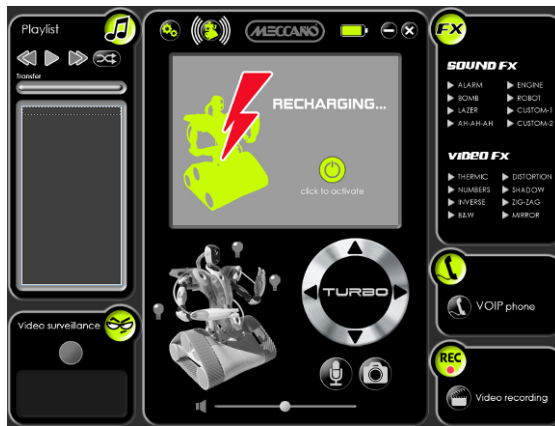 Playlist
Transfer
MECCANO
RECHARGING...
click to activate
TURBO
Video surveillance
FX
SOUND FX
ALARM
ENGINE
BOMB
ROBOT
LAZER
CUSTOM-1
AH-AH-AH
CUSTOM-2
VIDEO FX
THERMIC
DISTORTION
NUMBERS
SHADOW
INVERSE
ZIG-ZAG
B&W
MIRROR
VOIP phone
REC
Video recording